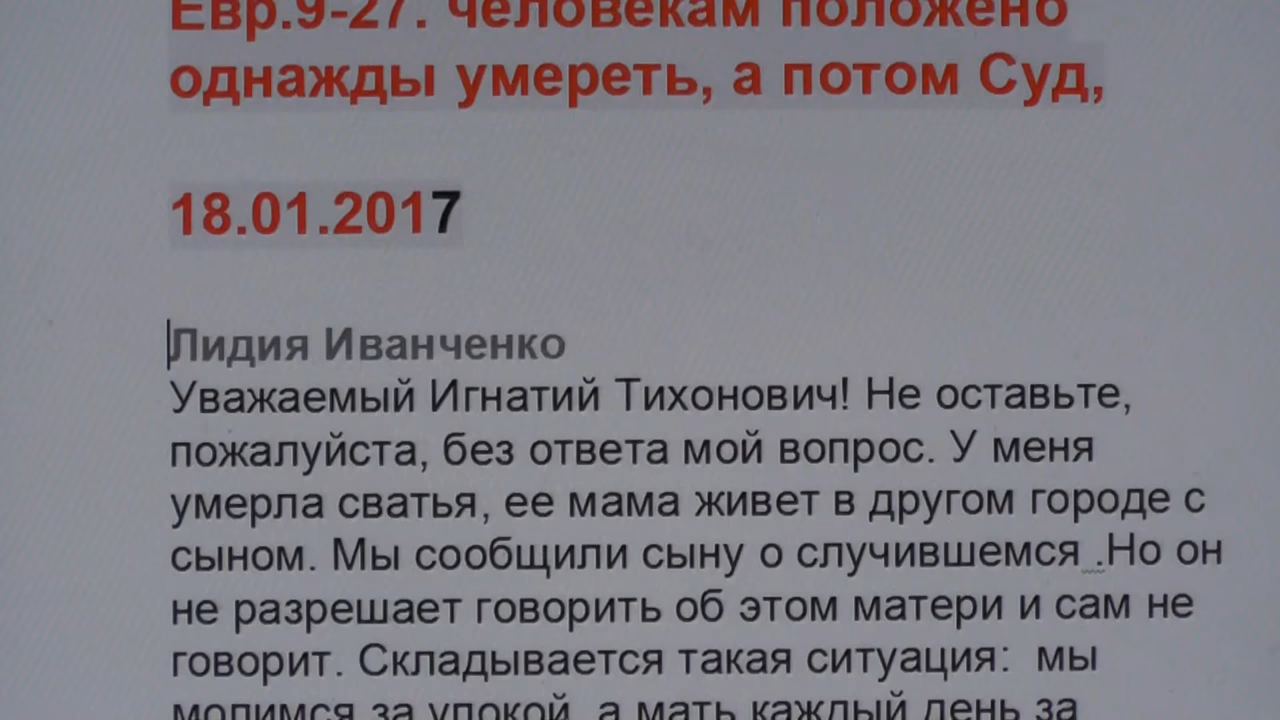 Евр.9-27. человекам положено
однажды умереть, а потом Суд,
18.01.2017
Лидия Иванченко
Уважаемый Игнатий Тихонович! Не оставьте,
пожалуйста, без ответа мой вопрос. У меня
умерла сватья, ее мама живет в другом городе с
сыном. Мы сообщили сыну о случившемся .Но он
не разрешает говорить об этом матери и сам не
говорит. Складывается такая ситуация:  мы
молимся за упокой, а мать каждый день за